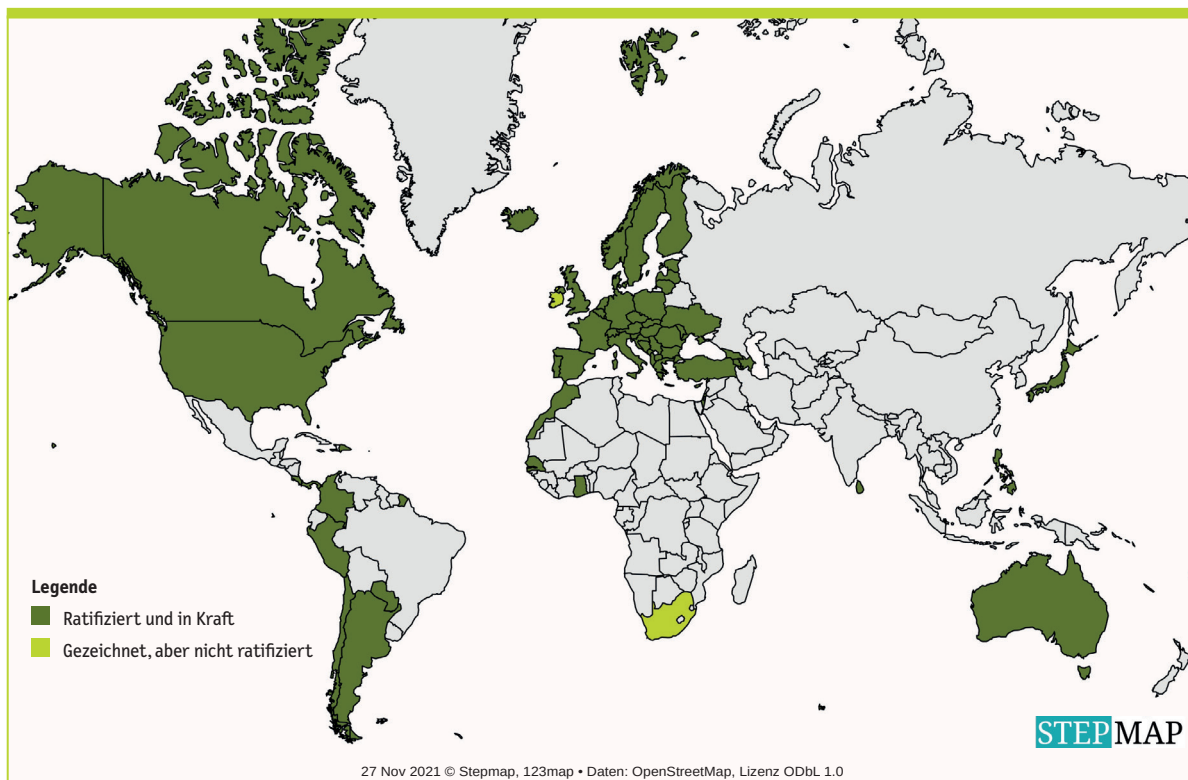 Legende
Ratifiziert und in Kraft
Gezeichnet, aber nicht ratifiziert
STEPMAP
27 Nov 2021 © Stepmap, 123map • Daten: OpenStreetMap, Lizenz ODbL 1.0